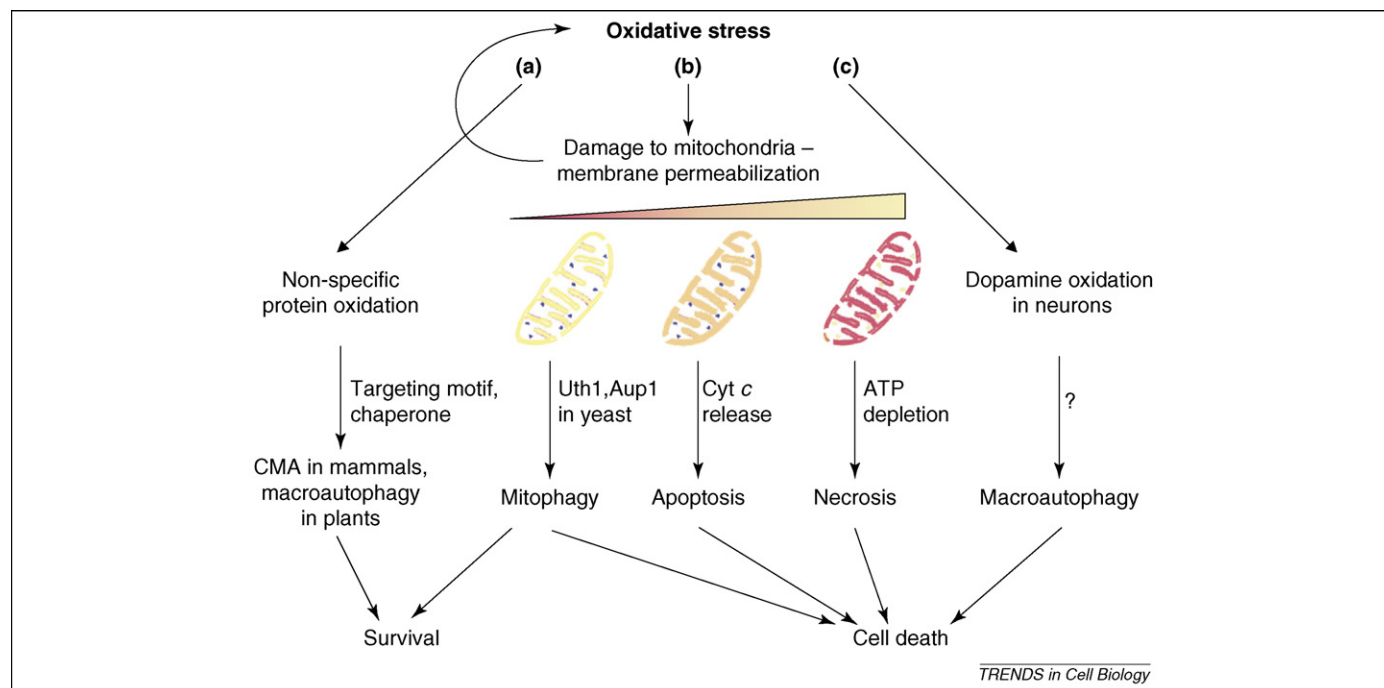 Oxidative stress
(a)
(b)
(c)
Damage to mitochondria –
membrane permeabilization
Non-specific
protein oxidation
Dopamine oxidation
in neurons
Targeting motif,
chaperone
Uth1,Aup1
in yeast
Cyt c
release
ATP
depletion
?
CMA in mammals,
macroautophagy
in plants
Mitophagy
Apoptosis
Necrosis
Macroautophagy
Survival
Cell death
TRENDS in Cell Biology